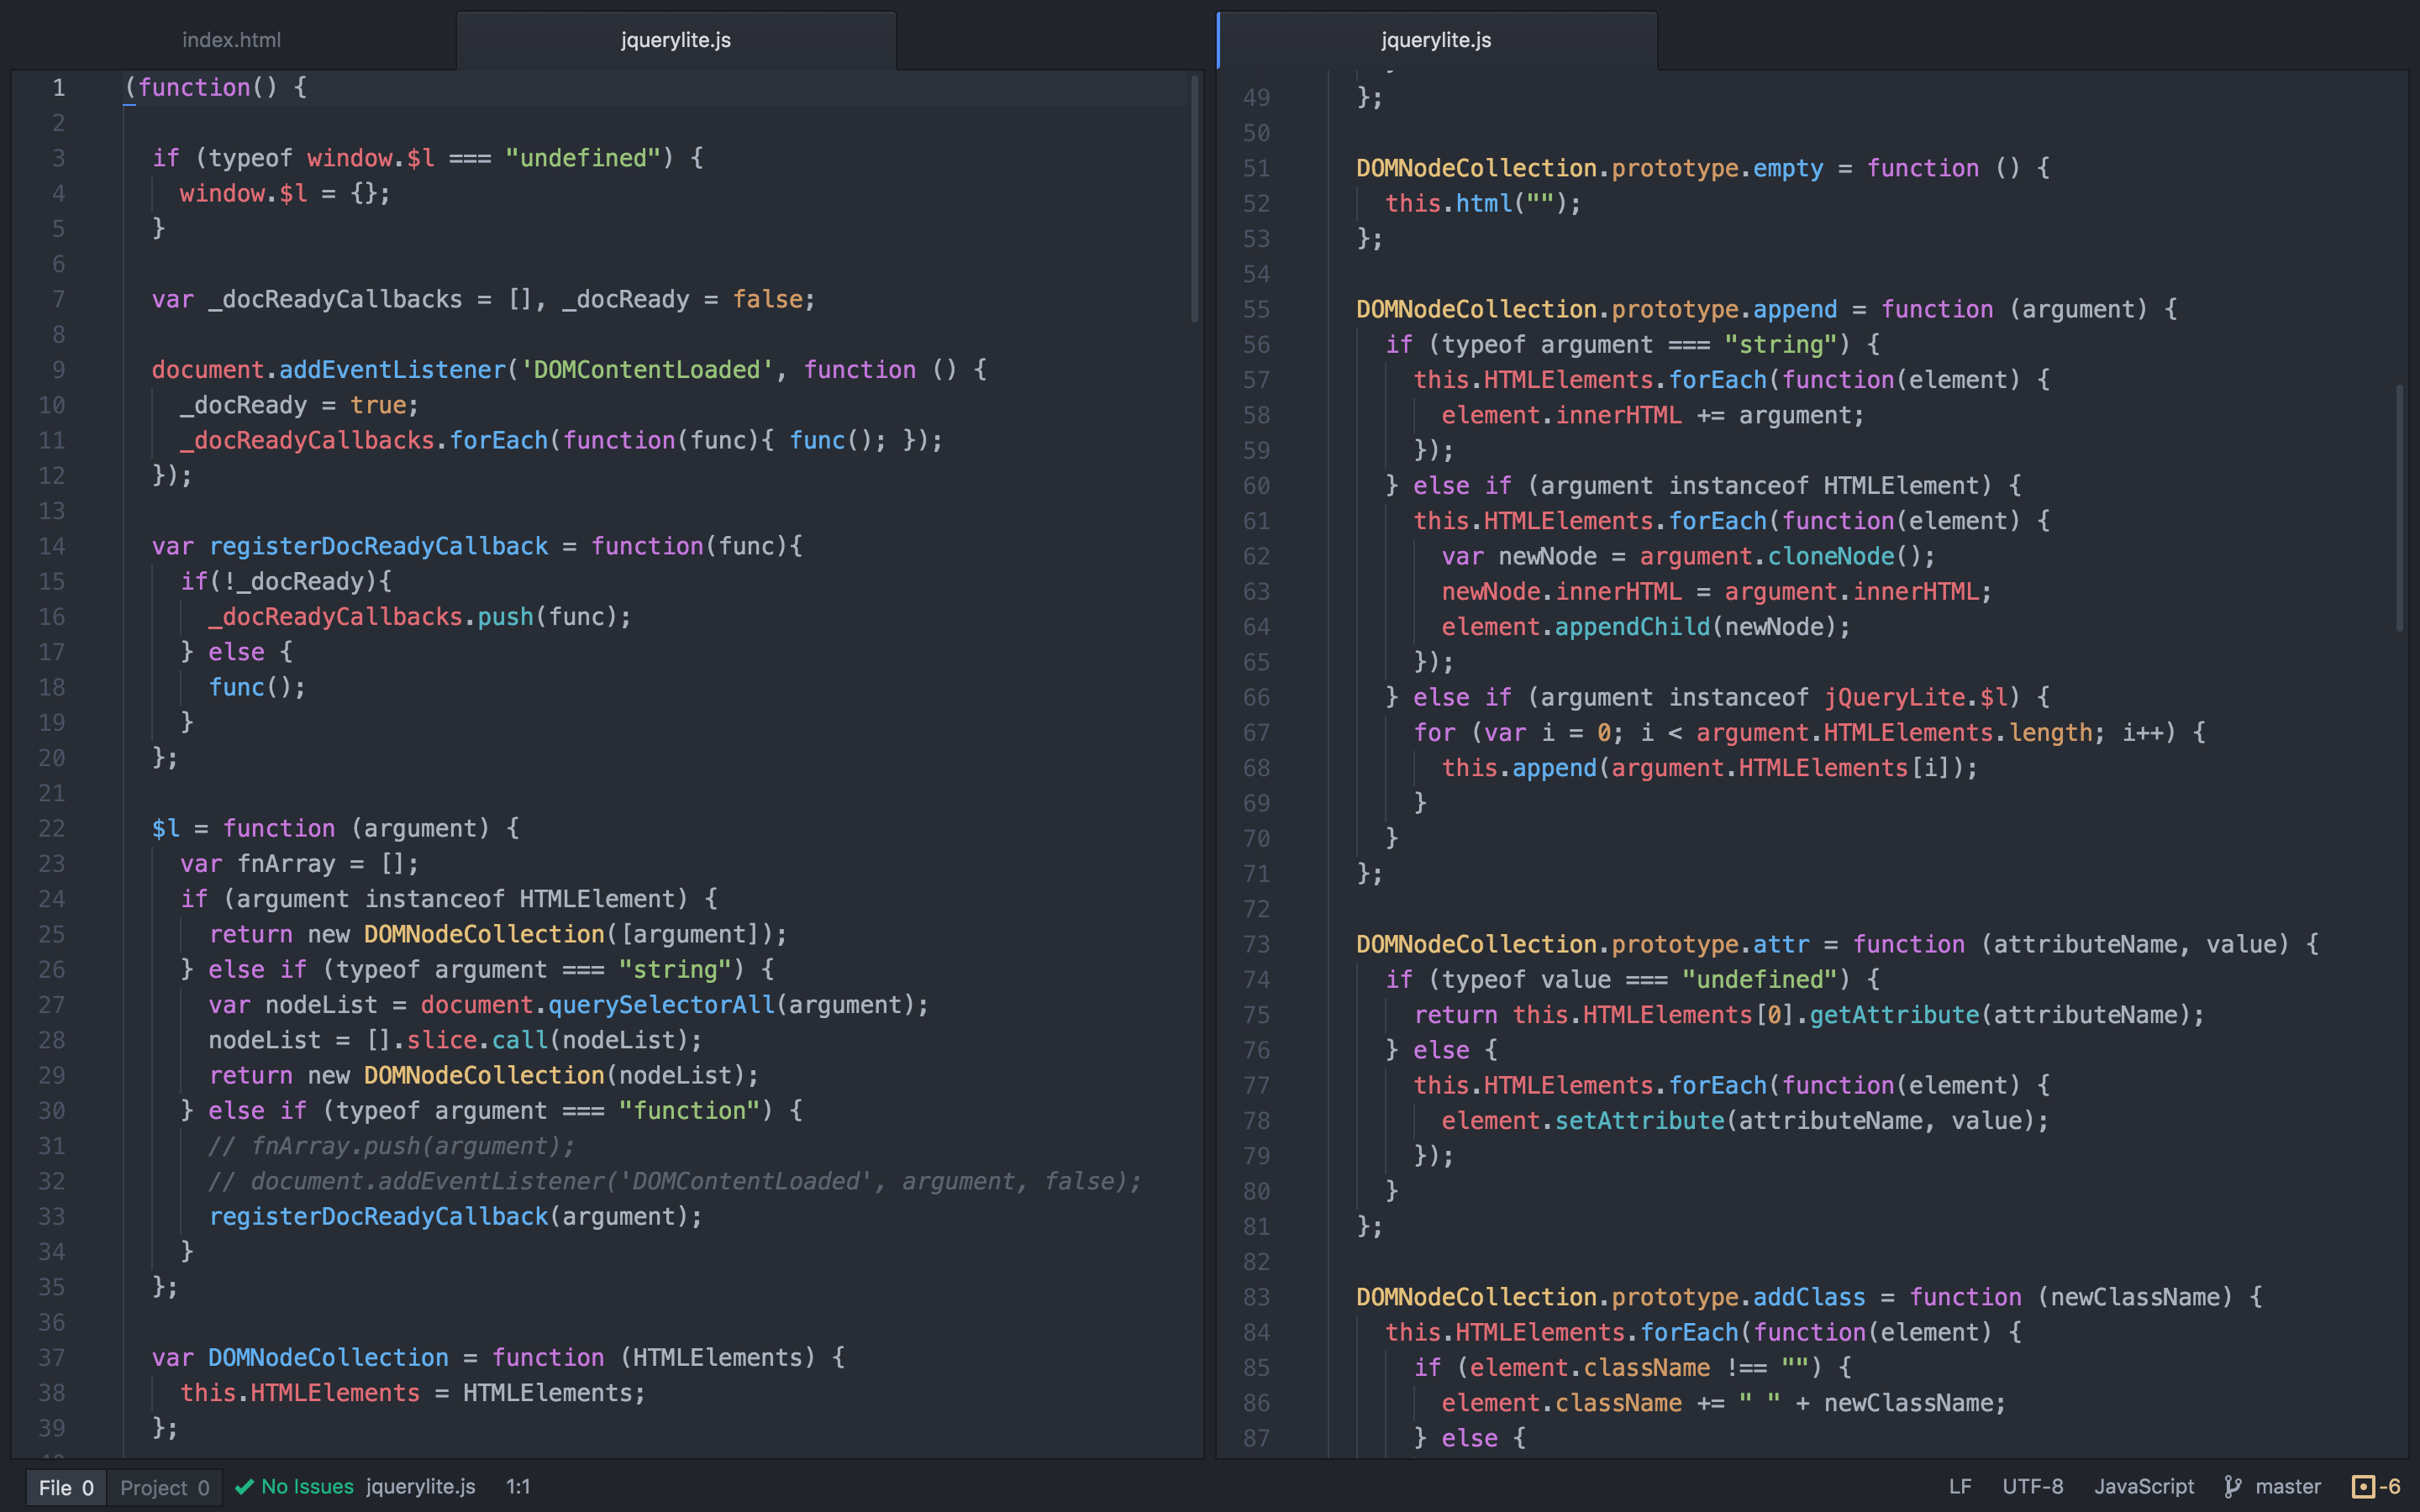 index.html
jquerylite.js
1 (function() {
2
3   if (typeof window.$l === "undefined") {
4     window.$l = {};
5   }
6
7   var _docReadyCallbacks = [], _docReady = false;
8
9   document.addEventListener('DOMContentLoaded', function () {
10     _docReady = true;
11     _docReadyCallbacks.forEach(function(func){ func(); });
12   });
13
14   var registerDocReadyCallback = function(func){
15     if(!_docReady){
16       _docReadyCallbacks.push(func);
17     } else {
18       func();
19     }
20   };
21
22   $l = function (argument) {
23     var fnArray = [];
24     if (argument instanceof HTMLElement) {
25       return new DOMNodeCollection([argument]);
26     } else if (typeof argument === "string") {
27       var nodeList = document.querySelectorAll(argument);
28       nodeList = [].slice.call(nodeList);
29       return new DOMNodeCollection(nodeList);
30     } else if (typeof argument === "function") {
31       // fnArray.push(argument);
32       // document.addEventListener('DOMContentLoaded', argument, false);
33       registerDocReadyCallback(argument);
34     }
35   };
36
37   var DOMNodeCollection = function (HTMLElements) {
38     this.HTMLElements = HTMLElements;
39   };
jquerylite.js
49   };
50
51   DOMNodeCollection.prototype.empty = function () {
52     this.html("");
53   };
54
55   DOMNodeCollection.prototype.append = function (argument) {
56     if (typeof argument === "string") {
57       this.HTMLElements.forEach(function(element) {
58         element.innerHTML += argument;
59       });
60     } else if (argument instanceof HTMLElement) {
61       this.HTMLElements.forEach(function(element) {
62         var newNode = argument.cloneNode();
63         newNode.innerHTML = argument.innerHTML;
64         element.appendChild(newNode);
65       });
66     } else if (argument instanceof jQueryLite.$l) {
67       for (var i = 0; i < argument.HTMLElements.length; i++) {
68         this.append(argument.HTMLElements[i]);
69       }
70     }
71   };
72
73   DOMNodeCollection.prototype.attr = function (attributeName, value) {
74     if (typeof value === "undefined") {
75       return this.HTMLElements[0].getAttribute(attributeName);
76     } else {
77       this.HTMLElements.forEach(function(element) {
78         element.setAttribute(attributeName, value);
79       });
80     }
81   };
82
83   DOMNodeCollection.prototype.addClass = function (newClassName) {
84     this.HTMLElements.forEach(function(element) {
85       if (element.className !== "") {
86         element.className += " " + newClassName;
87       } else {
File 0 Project 0 No Issues jquerylite.js 1:1 LF UTF-8 JavaScript master -6